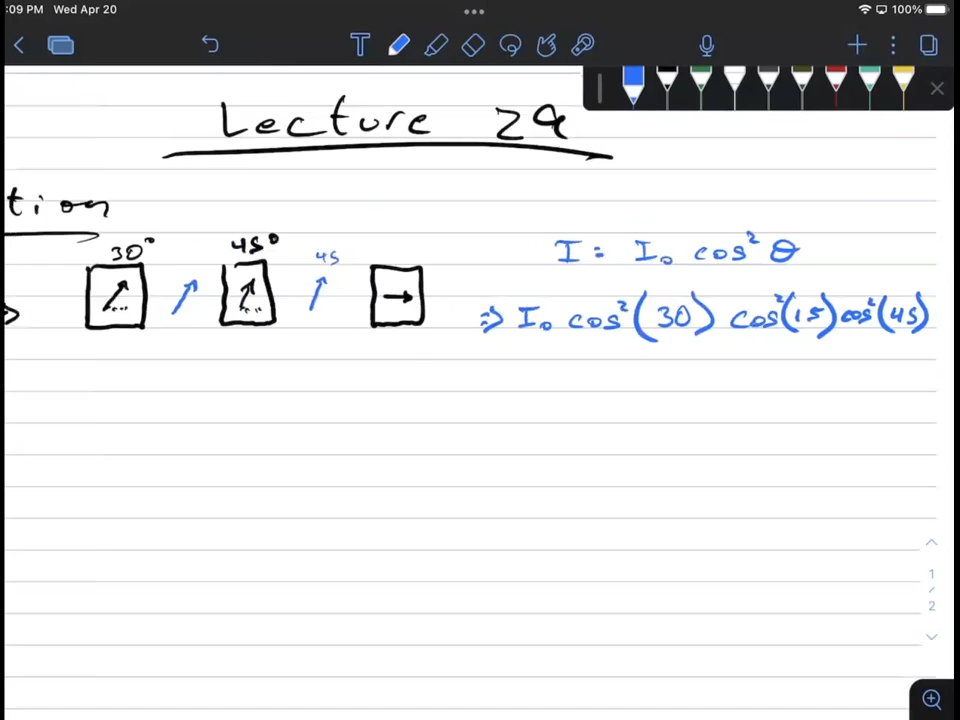 :09 PM Wed Apr 20
100%
T
Lecture 29
tion
30° 45° 45
I = I₀ cos² θ
⇒ I₀ cos²(30) cos²(15) cos²(45)
1
/
2